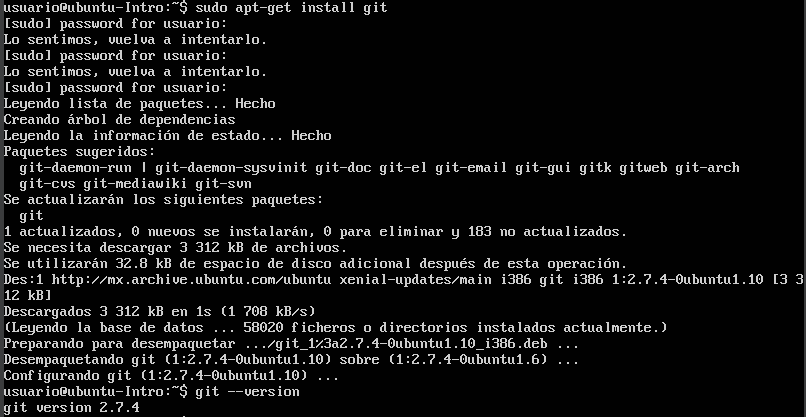 usuario@ubuntu-Intro:~$ sudo apt-get install git
[sudo] password for usuario:
Lo sentimos, vuelva a intentarlo.
[sudo] password for usuario:
Lo sentimos, vuelva a intentarlo.
[sudo] password for usuario:
Leyendo lista de paquetes... Hecho
Creando árbol de dependencias
Leyendo la información de estado... Hecho
Paquetes sugeridos:
  git-daemon-run | git-daemon-sysvinit git-doc git-el git-email git-gui gitk gitweb git-arch
  git-cvs git-mediawiki git-svn
Se actualizarán los siguientes paquetes:
  git
1 actualizados, 0 nuevos se instalarán, 0 para eliminar y 183 no actualizados.
Se necesita descargar 3 312 kB de archivos.
Se utilizarán 32.8 kB de espacio de disco adicional después de esta operación.
Des:1 http://mx.archive.ubuntu.com/ubuntu xenial-updates/main i386 git i386 1:2.7.4-0ubuntu1.10 [3 3
12 kB]
Descargados 3 312 kB en 1s (1 708 kB/s)
(Leyendo la base de datos ... 58020 ficheros o directorios instalados actualmente.)
Preparando para desempaquetar .../git_1%3a2.7.4-0ubuntu1.10_i386.deb ...
Desempaquetando git (1:2.7.4-0ubuntu1.10) sobre (1:2.7.4-0ubuntu1.6) ...
Configurando git (1:2.7.4-0ubuntu1.10) ...
usuario@ubuntu-Intro:~$ git --version
git version 2.7.4